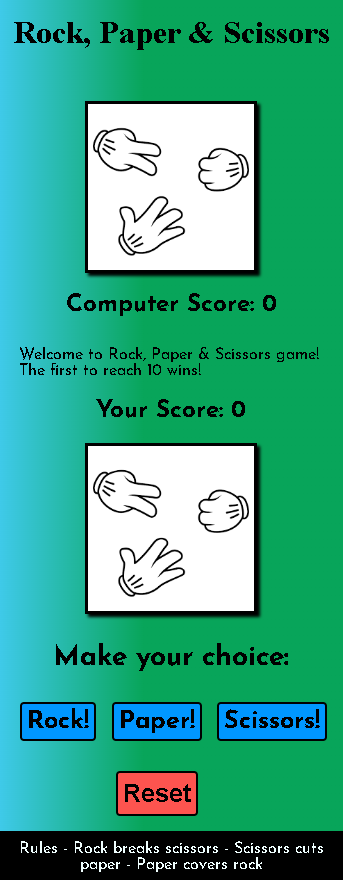 Rock, Paper & Scissors
Computer Score: 0
Welcome to Rock, Paper & Scissors game!
The first to reach 10 wins!
Your Score: 0
Make your choice:
Rock! Paper! Scissors!
Reset
Rules - Rock breaks scissors - Scissors cuts
paper - Paper covers rock